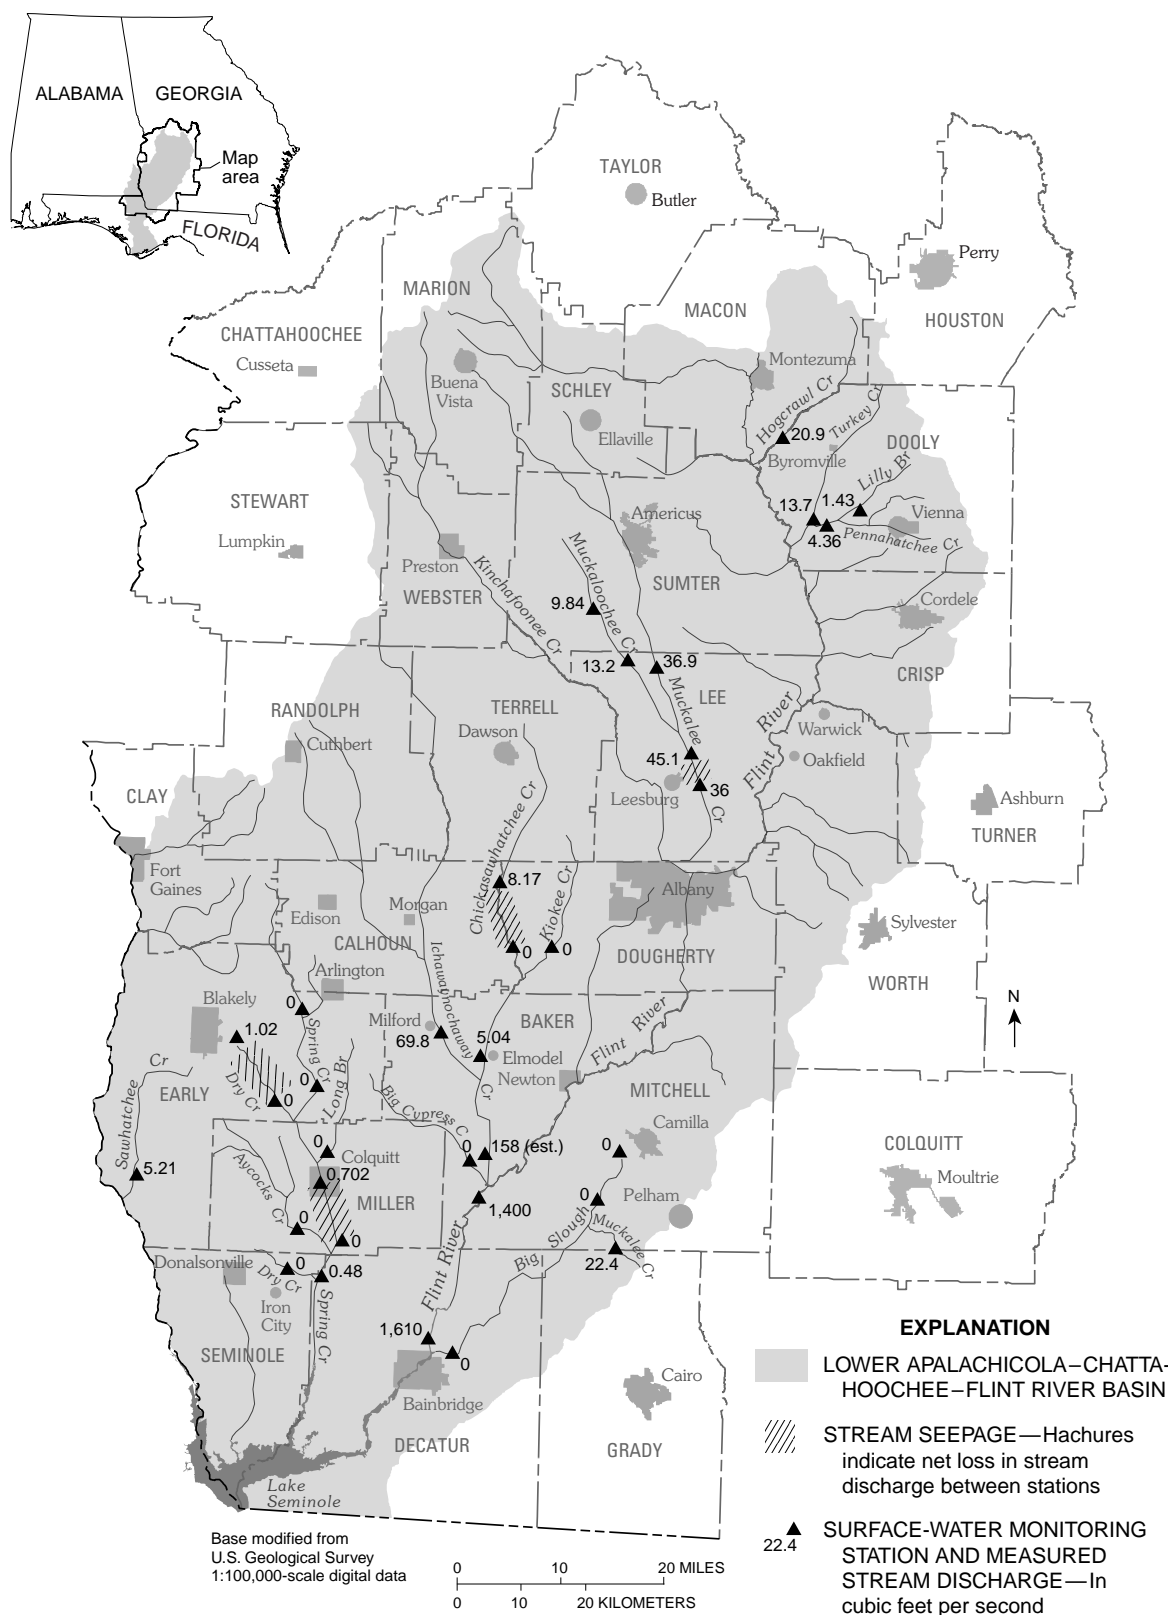 ALABAMA
GEORGIA
Map
area
FLORIDA
TAYLOR
Butler
Perry
MARION
MACON
HOUSTON
CHATTAHOOCHEE
Cusseta
Montezuma
Buena
Vista
SCHLEY
Ellaville
Hogcrawl Cr
Turkey Cr
20.9
DOOLY
Byromville
Lilly Br
STEWART
Lumpkin
Americus
13.7
1.43
Vienna
4.36
Pennahatchee Cr
Preston
WEBSTER
Kinchafoonee Cr
Muckaloochee Cr
SUMTER
9.84
Cordele
13.2
36.9
CRISP
Muckalee
Cr
LEE
RANDOLPH
Cuthbert
TERRELL
Dawson
Flint River
Warwick
Oakfield
45.1
36
Leesburg
CLAY
Ashburn
TURNER
Fort
Gaines
Chickasawhatchee Cr
8.17
Kiokee Cr
Albany
Edison
Morgan
Sylvester
CALHOUN
0
0
DOUGHERTY
Ichawaynochaway
Cr
Arlington
WORTH
N
Blakely
0
1.02
Spring Cr
Milford
69.8
BAKER
5.04
Elmodel
Newton
Flint River
Cr
Sawhatchee
EARLY
Dry Cr
0
0
Long Br
Big Cypress C
MITCHELL
Camilla
COLQUITT
Moultrie
0
Colquitt
0
158 (est.)
0
5.21
Aycocks Cr
0.702
MILLER
1,400
Pelham
0
0
0
Big Slough
Muckalee Cr
22.4
Donalsonville
Dry Cr
0
0.48
Iron
City
Spring Cr
Flint River
1,610
0
SEMINOLE
Bainbridge
Cairo
DECATUR
GRADY
Lake
Seminole
EXPLANATION
LOWER APALACHICOLA–CHATTA-
HOOCHEE–FLINT RIVER BASIN
STREAM SEEPAGE—Hachures
indicate net loss in stream
discharge between stations
22.4
SURFACE-WATER MONITORING
STATION AND MEASURED
STREAM DISCHARGE—In
cubic feet per second
Base modified from
U.S. Geological Survey
1:100,000-scale digital data
0 10 20 MILES
0 10 20 KILOMETERS